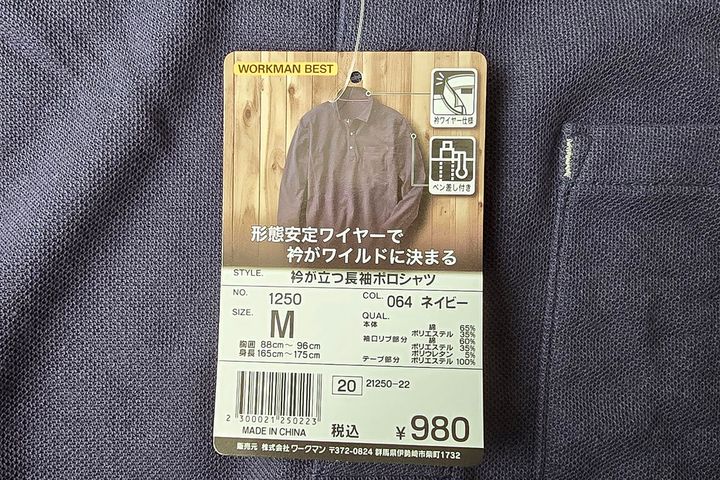 WORKMAN BEST
衿ワイヤー仕様
ペン差し付き
形態安定ワイヤーで
衿がワイルドに決まる
STYLE. 衿が立つ長袖ポロシャツ
NO. 1250 COL. 064 ネイビー
SIZE. M
胸囲 88cm〜 96cm
身長 165cm〜 175cm
QUAL.
本体 綿 65%
ポリエステル 35%
袖口リブ部分 綿 60%
ポリエステル 35%
ポリウレタン 5%
テープ部分 ポリエステル 100%
20 21250-22
2 300021 250223
MADE IN CHINA
税込 ¥980
販売元 株式会社 ワークマン 〒372-0824 群馬県伊勢崎市柴町1732